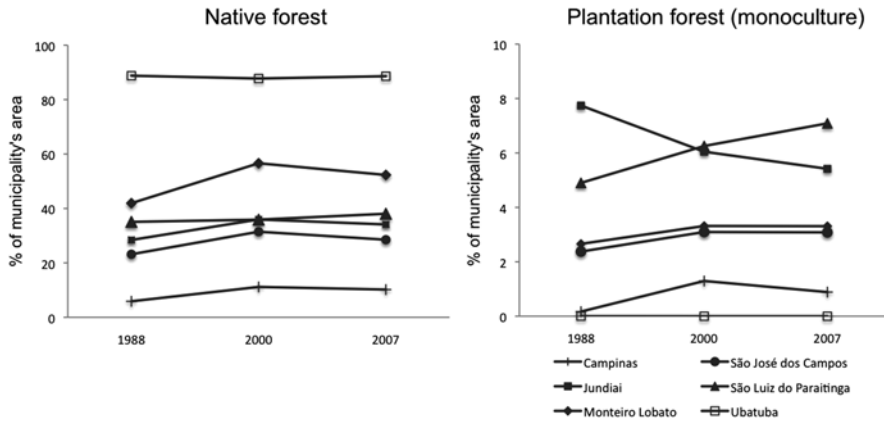 Native forest
% of municipality's area
100
80
60
40
20
0
1988 2000 2007
Plantation forest (monoculture)
% of municipality's area
10
8
6
4
2
0
1988 2000 2007
Campinas São José dos Campos
Jundiai São Luiz do Paraitinga
Monteiro Lobato Ubatuba